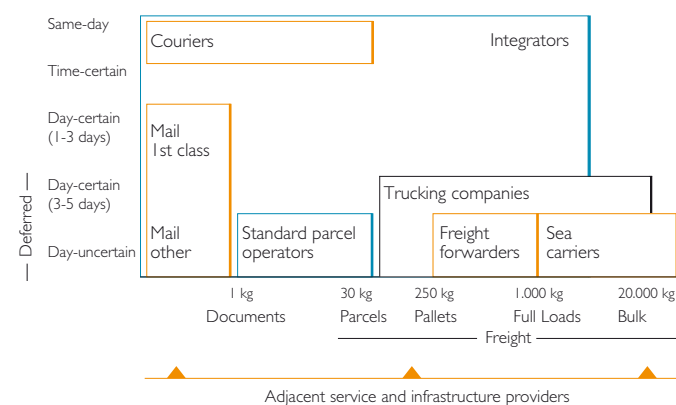 Same-day
Couriers
Integrators
Time-certain
Day-certain
(1-3 days)
Mail
1st class
Day-certain
(3-5 days)
Deferred
Trucking companies
Mail
other
Standard parcel
operators
Freight
forwarders
Sea
carriers
Day-uncertain
1 kg
30 kg
250 kg
1.000 kg
20.000 kg
Documents
Parcels
Pallets
Full Loads
Bulk
Freight
Adjacent service and infrastructure providers